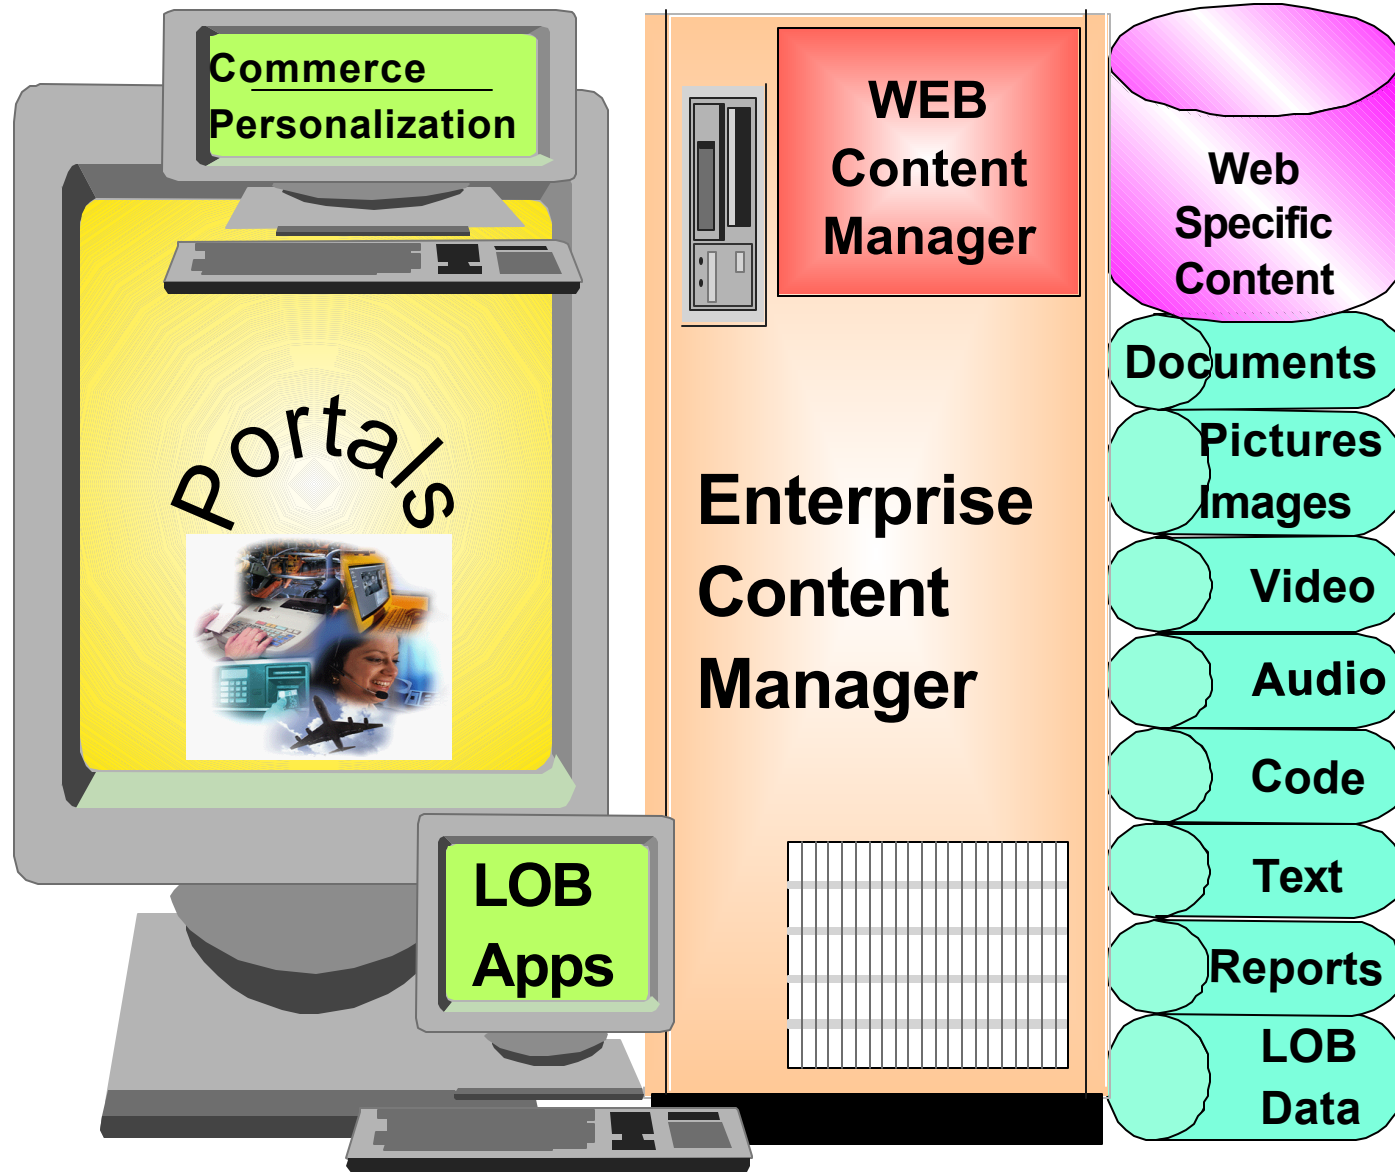 Commerce
Personalization
Portals
LOB
Apps
WEB
Content
Manager
Enterprise
Content
Manager
Web
Specific
Content
Documents
Pictures
Images
Video
Audio
Code
Text
Reports
LOB
Data